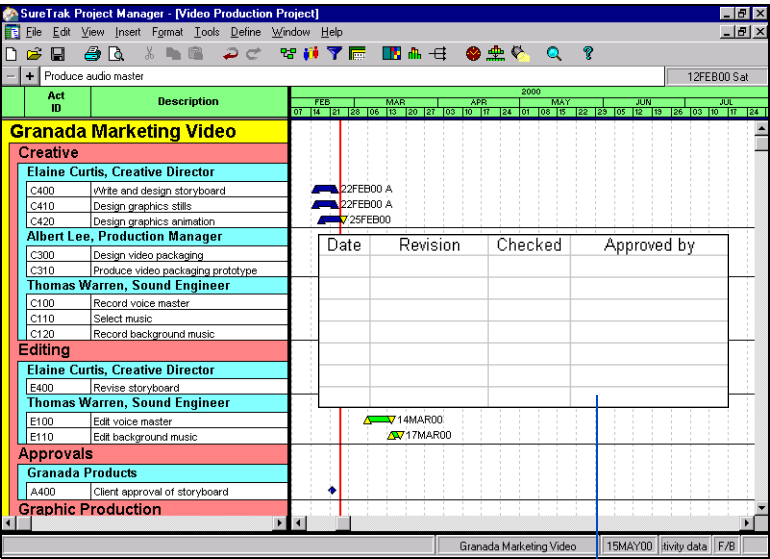 SureTrak Project Manager - [Video Production Project]
File Edit View Insert Format Tools Define Window Help
Produce audio master 12FEB00 Sat
Act ID Description
2000
FEB MAR APR MAY JUN JUL
07 14 21 28 06 13 20 27 03 10 17 24 01 08 15 22 29 05 12 19 26 03 10 17 24
Granada Marketing Video
Creative
Elaine Curtis, Creative Director
C400 Write and design storyboard 22FEB00 A
C410 Design graphics stills 22FEB00 A
C420 Design graphics animation 25FEB00
Albert Lee, Production Manager
Date Revision Checked Approved by
C300 Design video packaging
C310 Produce video packaging prototype
Thomas Warren, Sound Engineer
C100 Record voice master
C110 Select music
C120 Record background music
Editing
Elaine Curtis, Creative Director
E400 Revise storyboard
Thomas Warren, Sound Engineer
E100 Edit voice master 14MAR00
E110 Edit background music 17MAR00
Approvals
Granada Products
A400 Client approval of storyboard
Graphic Production
Granada Marketing Video 15MAY00 tivity data F/B